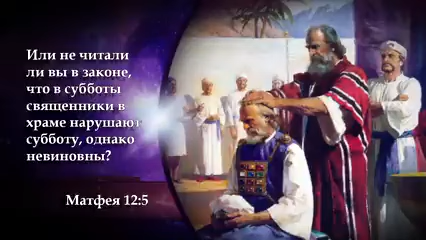 Или не читали
ли вы в законе,
что в субботы
священники в
храме нарушают
субботу, однако
невиновны?
Матфея 12:5